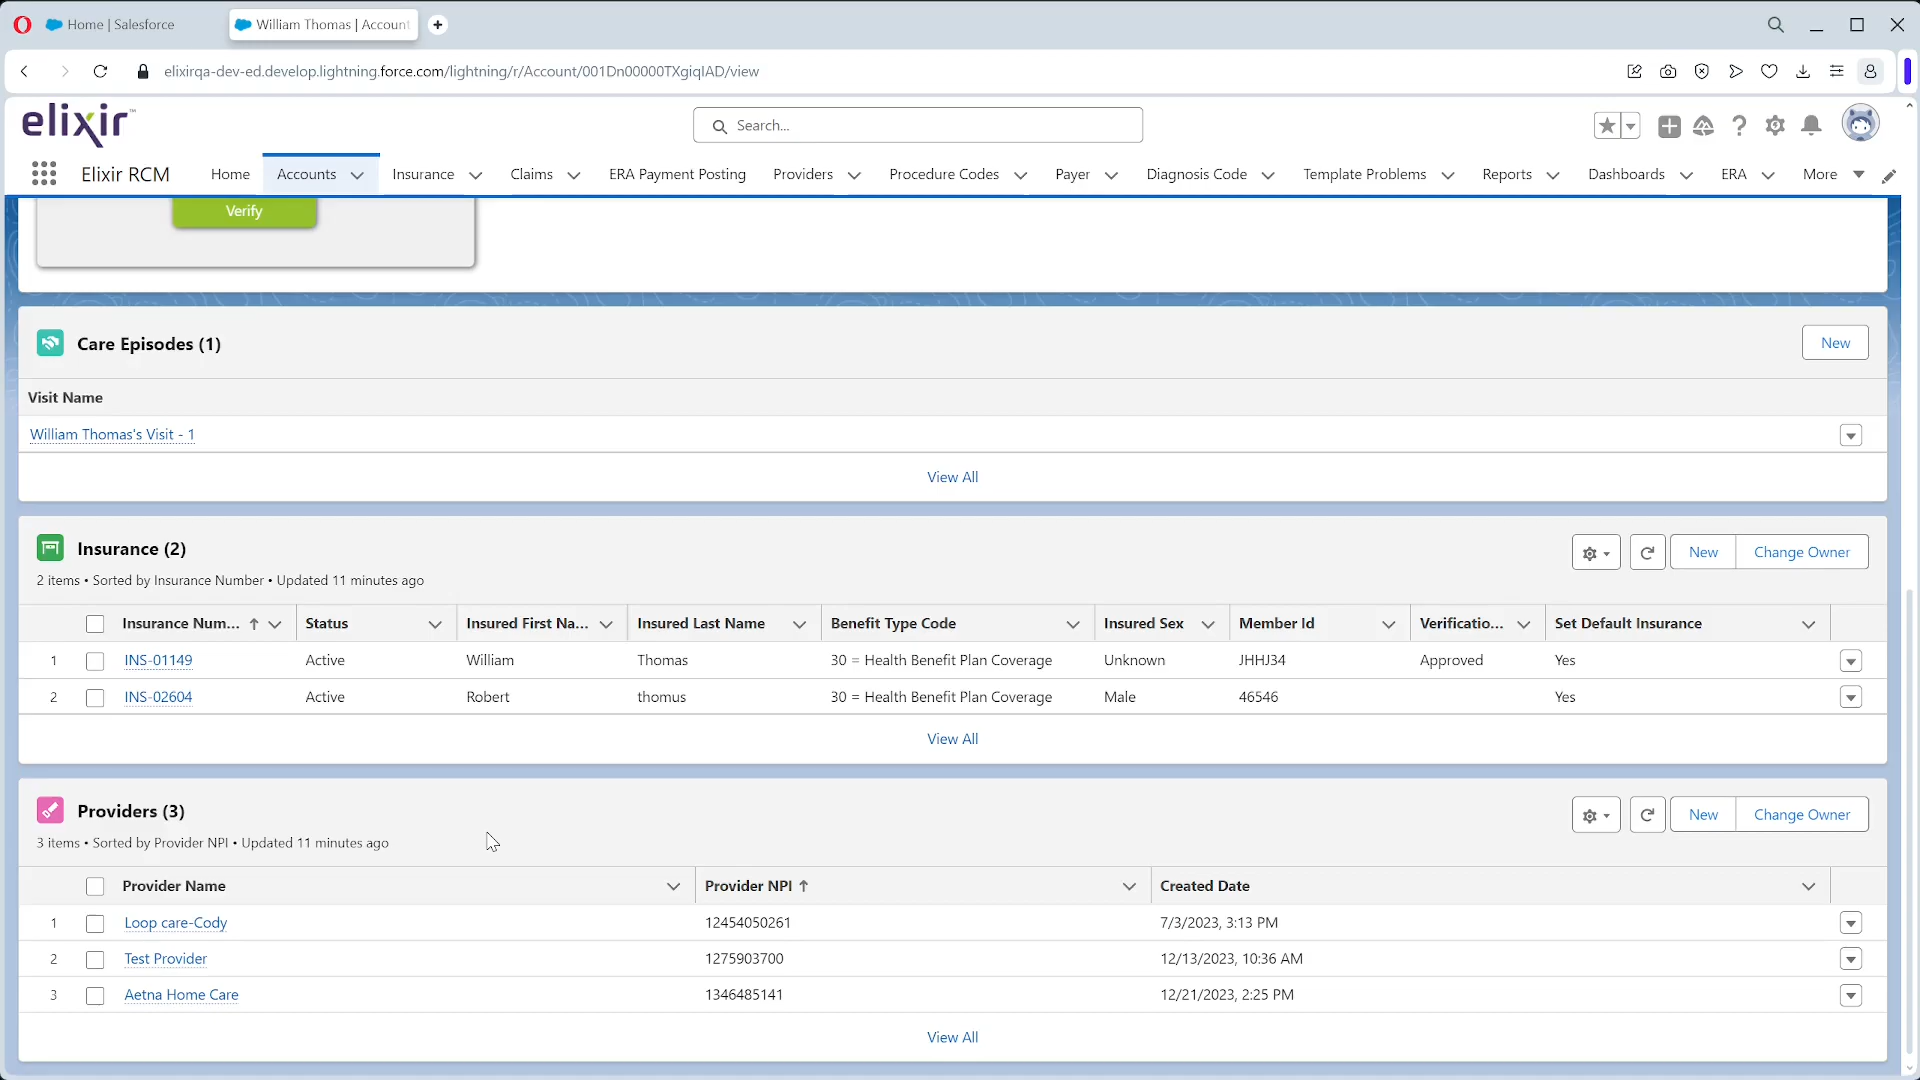 Home | Salesforce
William Thomas | Account
elixirqa-dev-ed.develop.lightning.force.com/lightning/r/Account/001Dn00000TXgiqIAD/view
elixir™
Search...
Elixir RCM Home Accounts Insurance Claims ERA Payment Posting Providers Procedure Codes Payer Diagnosis Code Template Problems Reports Dashboards ERA More
Verify
Care Episodes (1)
New
Visit Name
William Thomas's Visit - 1
View All
Insurance (2)
2 items • Sorted by Insurance Number • Updated 11 minutes ago
New Change Owner
Insurance Num... Status Insured First Na... Insured Last Name Benefit Type Code Insured Sex Member Id Verificatio... Set Default Insurance
1 INS-01149 Active William Thomas 30 = Health Benefit Plan Coverage Unknown JHHJ34 Approved Yes
2 INS-02604 Active Robert thomus 30 = Health Benefit Plan Coverage Male 46546 Yes
View All
Providers (3)
3 items • Sorted by Provider NPI • Updated 11 minutes ago
New Change Owner
Provider Name Provider NPI Created Date
1 Loop care-Cody 12454050261 7/3/2023, 3:13 PM
2 Test Provider 1275903700 12/13/2023, 10:36 AM
3 Aetna Home Care 1346485141 12/21/2023, 2:25 PM
View All